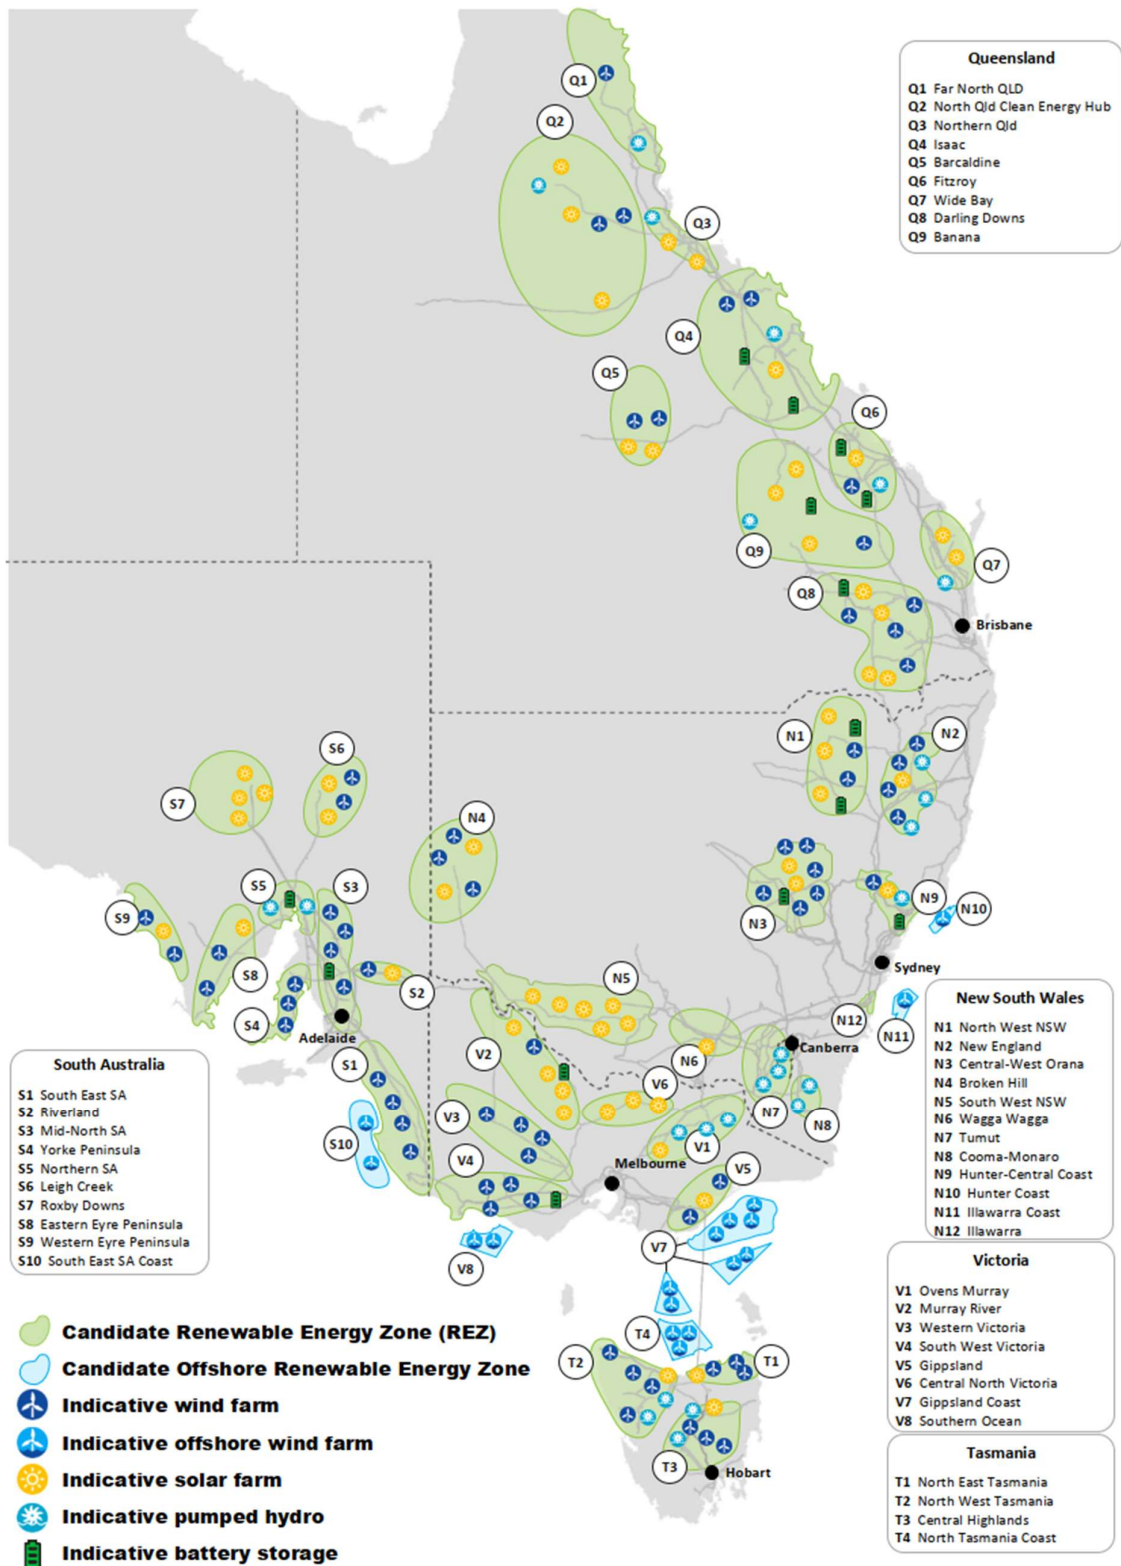 Queensland
Q1 Far North QLD
Q2 North Qld Clean Energy Hub
Q3 Northern Qld
Q4 Isaac
Q5 Barcaldine
Q6 Fitzroy
Q7 Wide Bay
Q8 Darling Downs
Q9 Banana
Q1
Q2
Q3
Q4
Q5
Q6
Q9
Q7
Q8
Brisbane
N1
N2
S6
S7
N4
S5
S3
S9
N9
N10
N3
S8
S2
N5
Sydney
S4
Adelaide
N12
N11
Canberra
V2
N6
S1
V6
V3
N7
N8
S10
V1
V4
Melbourne
V5
V7
V8
T4
T2
T1
T3
Hobart
New South Wales
N1 North West NSW
N2 New England
N3 Central-West Orana
N4 Broken Hill
N5 South West NSW
N6 Wagga Wagga
N7 Tumut
N8 Cooma-Monaro
N9 Hunter-Central Coast
N10 Hunter Coast
N11 Illawarra Coast
N12 Illawarra
South Australia
S1 South East SA
S2 Riverland
S3 Mid-North SA
S4 Yorke Peninsula
S5 Northern SA
S6 Leigh Creek
S7 Roxby Downs
S8 Eastern Eyre Peninsula
S9 Western Eyre Peninsula
S10 South East SA Coast
Victoria
V1 Ovens Murray
V2 Murray River
V3 Western Victoria
V4 South West Victoria
V5 Gippsland
V6 Central North Victoria
V7 Gippsland Coast
V8 Southern Ocean
Tasmania
T1 North East Tasmania
T2 North West Tasmania
T3 Central Highlands
T4 North Tasmania Coast
Candidate Renewable Energy Zone (REZ)
Candidate Offshore Renewable Energy Zone
Indicative wind farm
Indicative offshore wind farm
Indicative solar farm
Indicative pumped hydro
Indicative battery storage